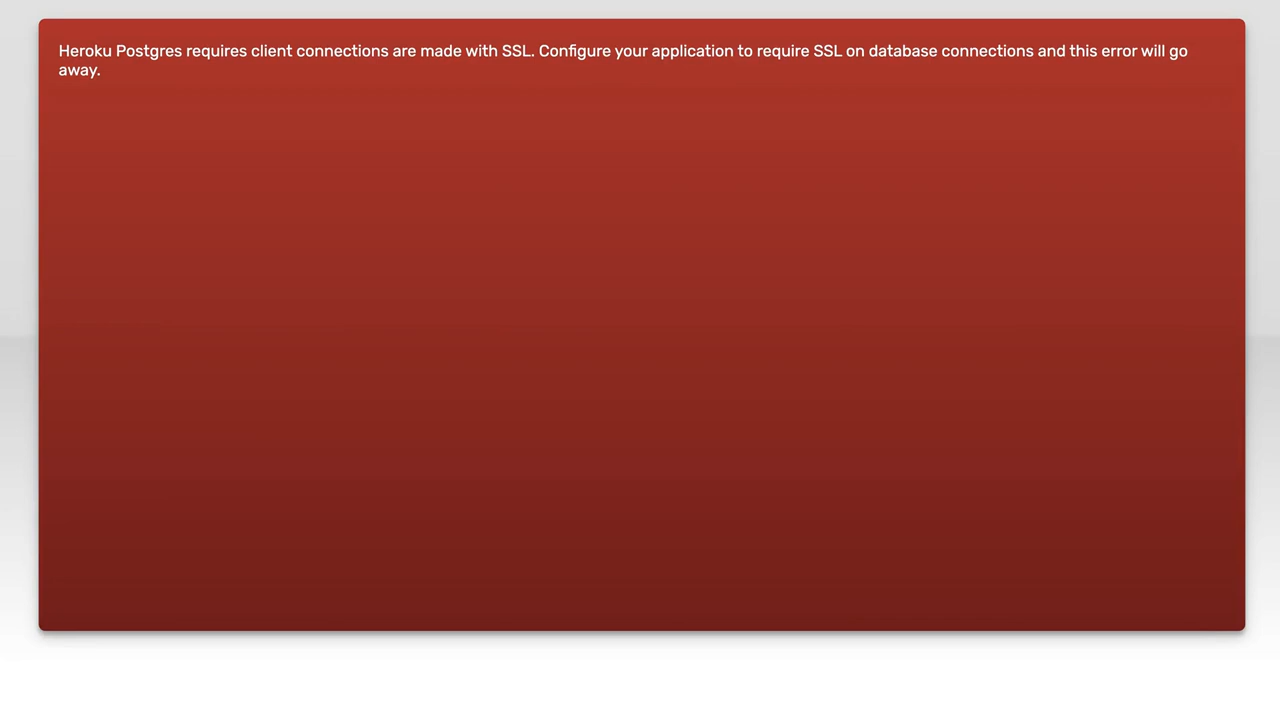 Heroku Postgres requires client connections are made with SSL. Configure your application to require SSL on database connections and this error will go
away.